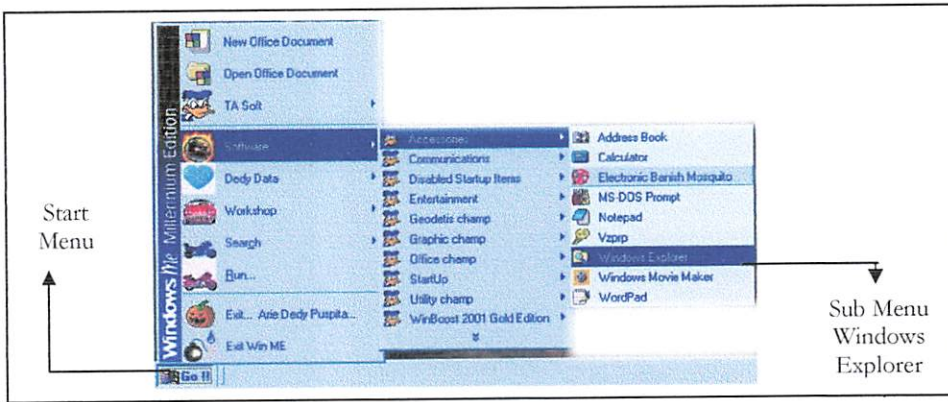 New Office Document
Open Office Document
TA Soft
Software
Dedy Data
Workshop
Search
Run...
Exit... Arie Dedy Puspita...
Exit Win ME
Windows Me Millennium Edition
Go !!
Accessories
Communications
Disabled Startup Items
Entertainment
Geodetis champ
Graphic champ
Office champ
StartUp
Utility champ
WinBoost 2001 Gold Edition
Address Book
Calculator
Electronic Banish Mosquito
MS-DOS Prompt
Notepad
Vzprp
Windows Explorer
Windows Movie Maker
WordPad
Start
Menu
Sub Menu
Windows
Explorer